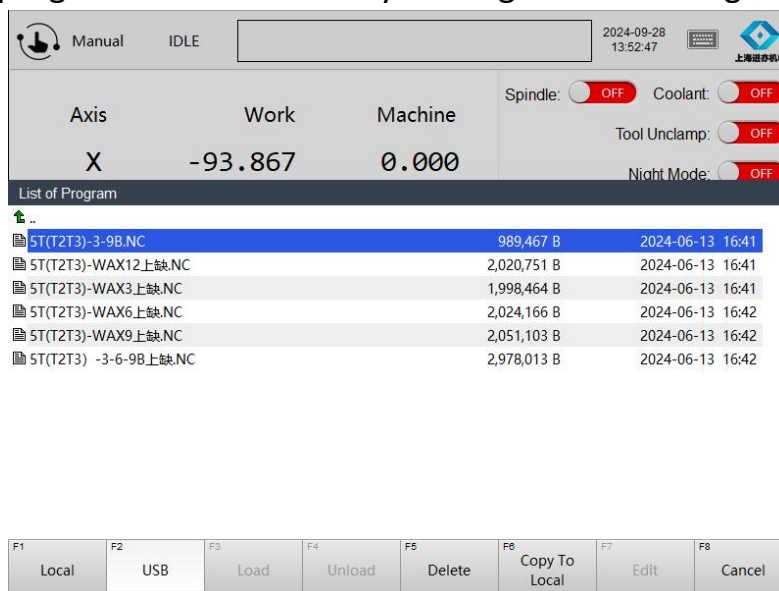 Manual IDLE 2024-09-28
13:52:47
上海进亦机
Spindle: OFF Coolant: OFF
Axis Work Machine
Tool Unclamp: OFF
X -93.867 0.000
Night Mode: OFF
List of Program
..
5T(T2T3)-3-9B.NC 989,467 B 2024-06-13 16:41
5T(T2T3)-WAX12上缺.NC 2,020,751 B 2024-06-13 16:41
5T(T2T3)-WAX3上缺.NC 1,998,464 B 2024-06-13 16:41
5T(T2T3)-WAX6上缺.NC 2,024,166 B 2024-06-13 16:42
5T(T2T3)-WAX9上缺.NC 2,051,103 B 2024-06-13 16:42
5T(T2T3) -3-6-9B上缺.NC 2,978,013 B 2024-06-13 16:42
F1 Local F2 USB F3 Load F4 Unload F5 Delete F6 Copy To Local F7 Edit F8 Cancel